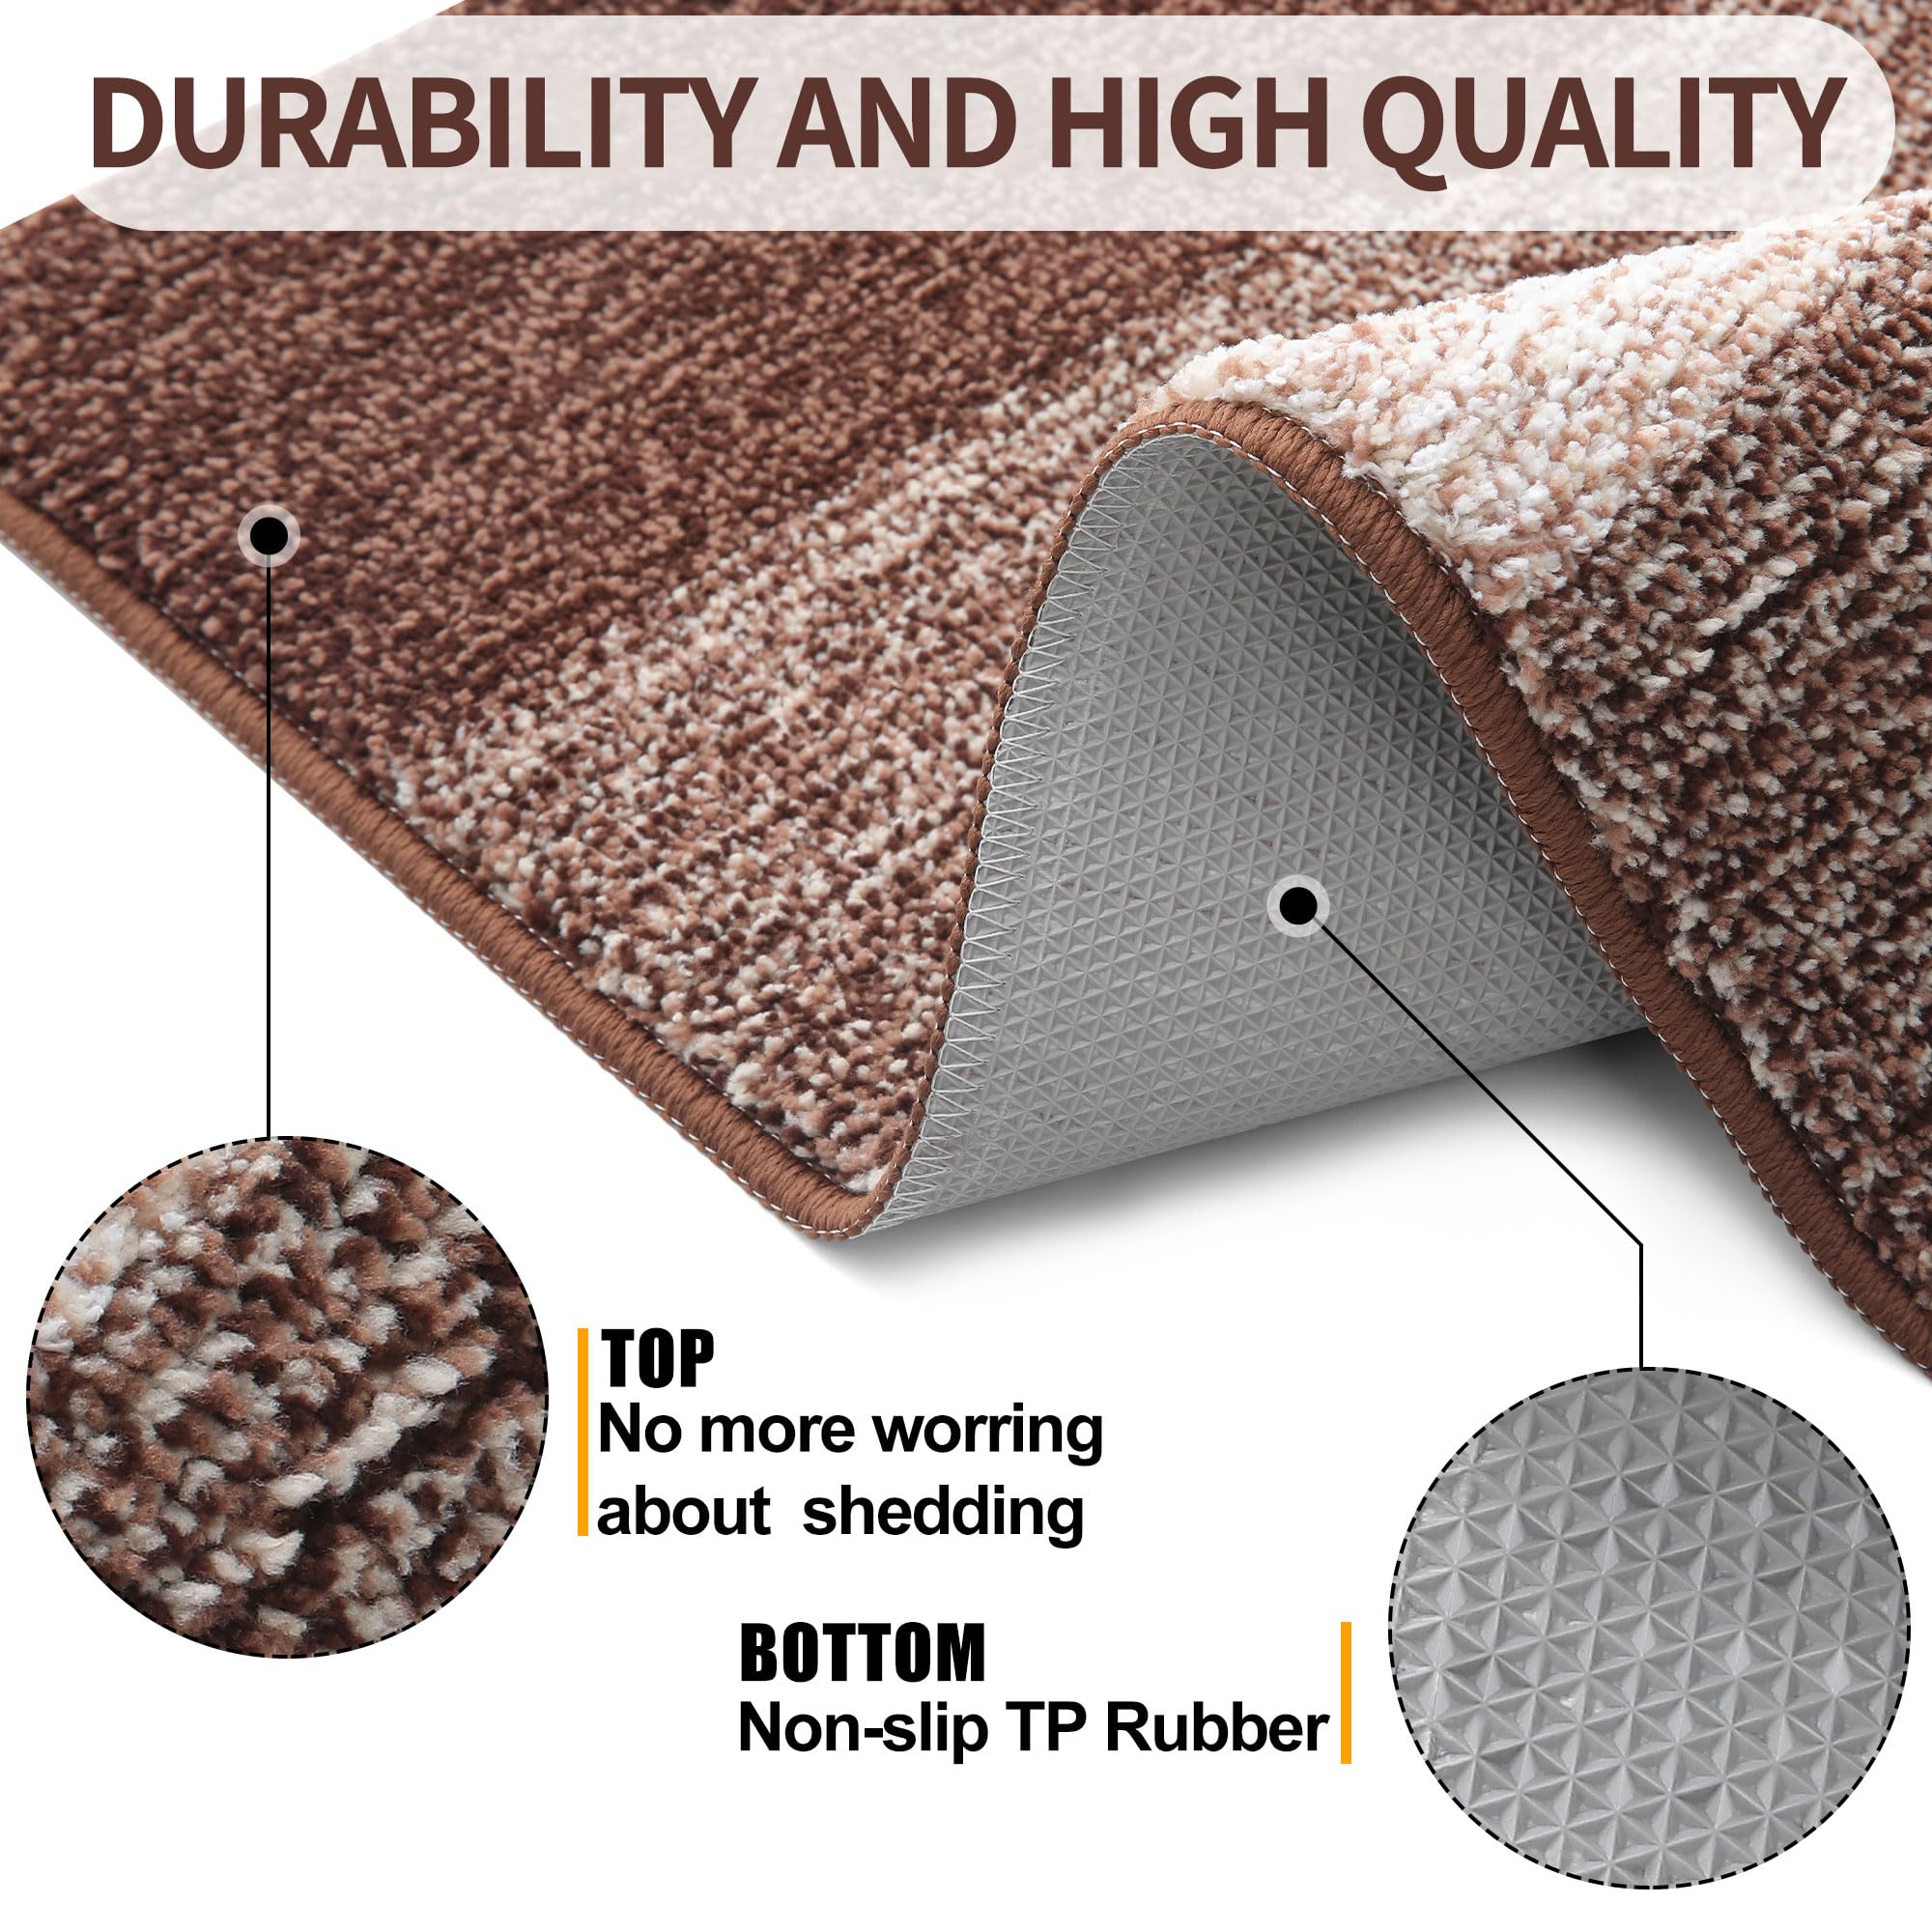 DURABILITY AND HIGH QUALITY
TOP
No more worring
about shedding
BOTTOM
Non-slip TP Rubber